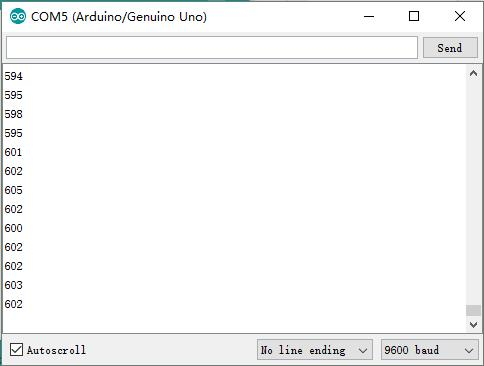 COM5 (Arduino/Genuino Uno)
Send
594
595
598
595
601
602
605
602
600
602
602
603
602
Autoscroll
No line ending
9600 baud